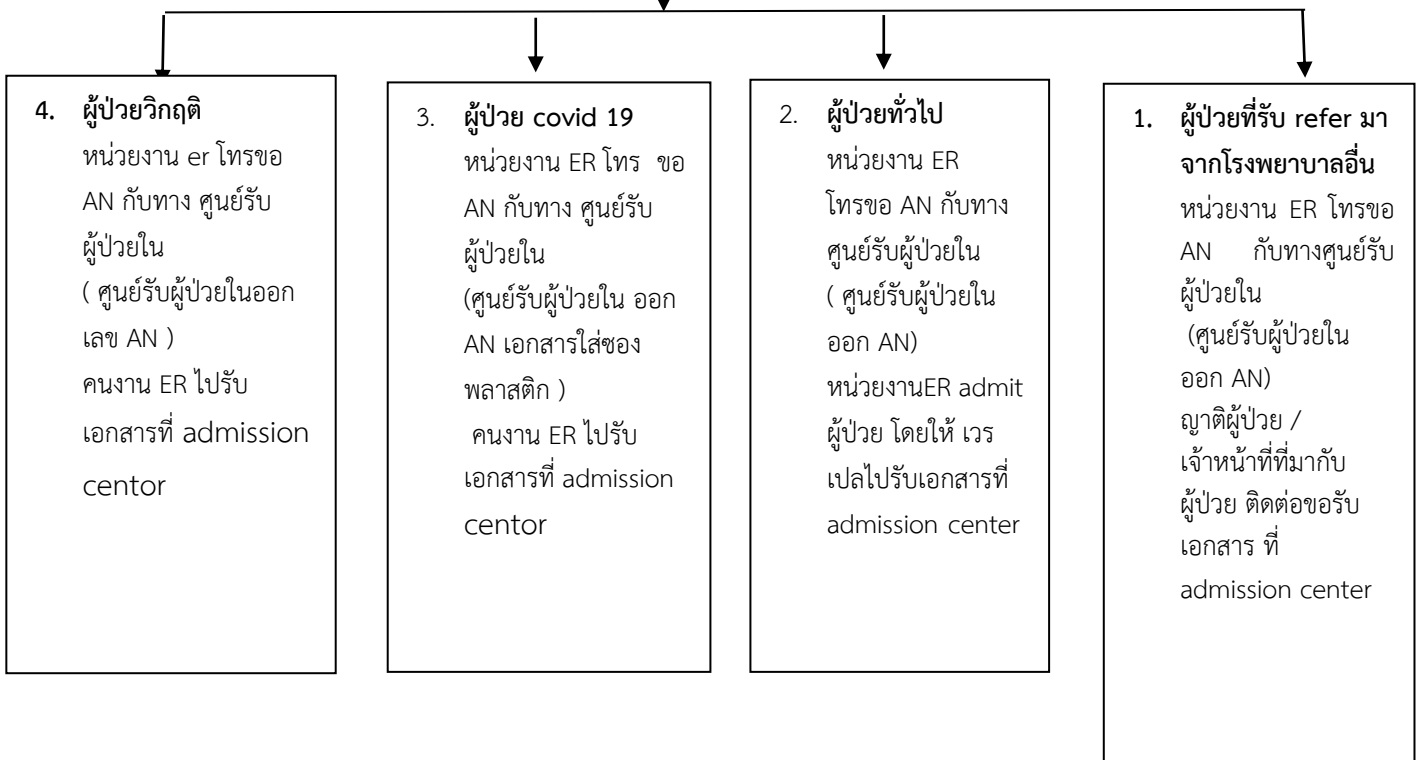 4. ผู้ป่วยวิกฤติ
หน่วยงาน er โทรขอ
AN กับทาง ศูนย์รับ
ผู้ป่วยใน
( ศูนย์รับผู้ป่วยในออก
เลข AN )
คนงาน ER ไปรับ
เอกสารที่ admission
centor
3. ผู้ป่วย covid 19
หน่วยงาน ER โทร ขอ
AN กับทาง ศูนย์รับ
ผู้ป่วยใน
(ศูนย์รับผู้ป่วยใน ออก
AN เอกสารใส่ซอง
พลาสติก )
คนงาน ER ไปรับ
เอกสารที่ admission
centor
2. ผู้ป่วยทั่วไป
หน่วยงาน ER
โทรขอ AN กับทาง
ศูนย์รับผู้ป่วยใน
( ศูนย์รับผู้ป่วยใน
ออก AN)
หน่วยงานER admit
ผู้ป่วย โดยให้ เวร
เปลไปรับเอกสารที่
admission center
1. ผู้ป่วยที่รับ refer มา
จากโรงพยาบาลอื่น
หน่วยงาน ER โทรขอ
AN กับทางศูนย์รับ
ผู้ป่วยใน
(ศูนย์รับผู้ป่วยใน
ออก AN)
ญาติผู้ป่วย /
เจ้าหน้าที่ที่มากับ
ผู้ป่วย ติดต่อขอรับ
เอกสาร ที่
admission center